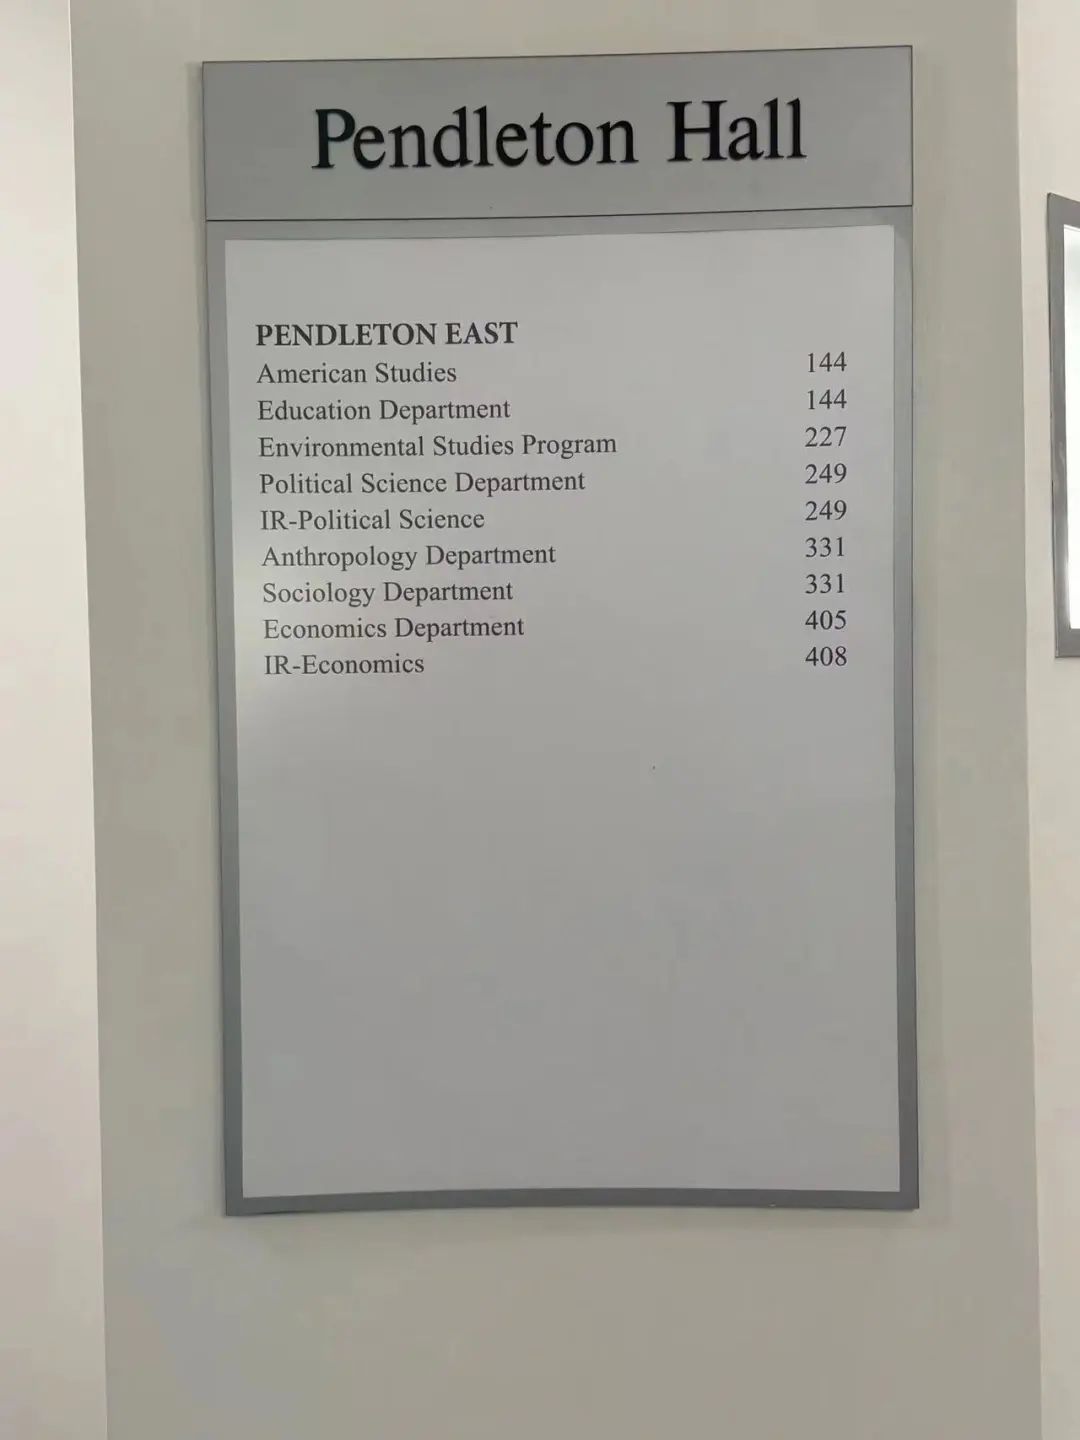 Pendleton Hall
PENDLETON EAST
American Studies 144
Education Department 144
Environmental Studies Program 227
Political Science Department 249
IR-Political Science 249
Anthropology Department 331
Sociology Department 331
Economics Department 405
IR-Economics 408